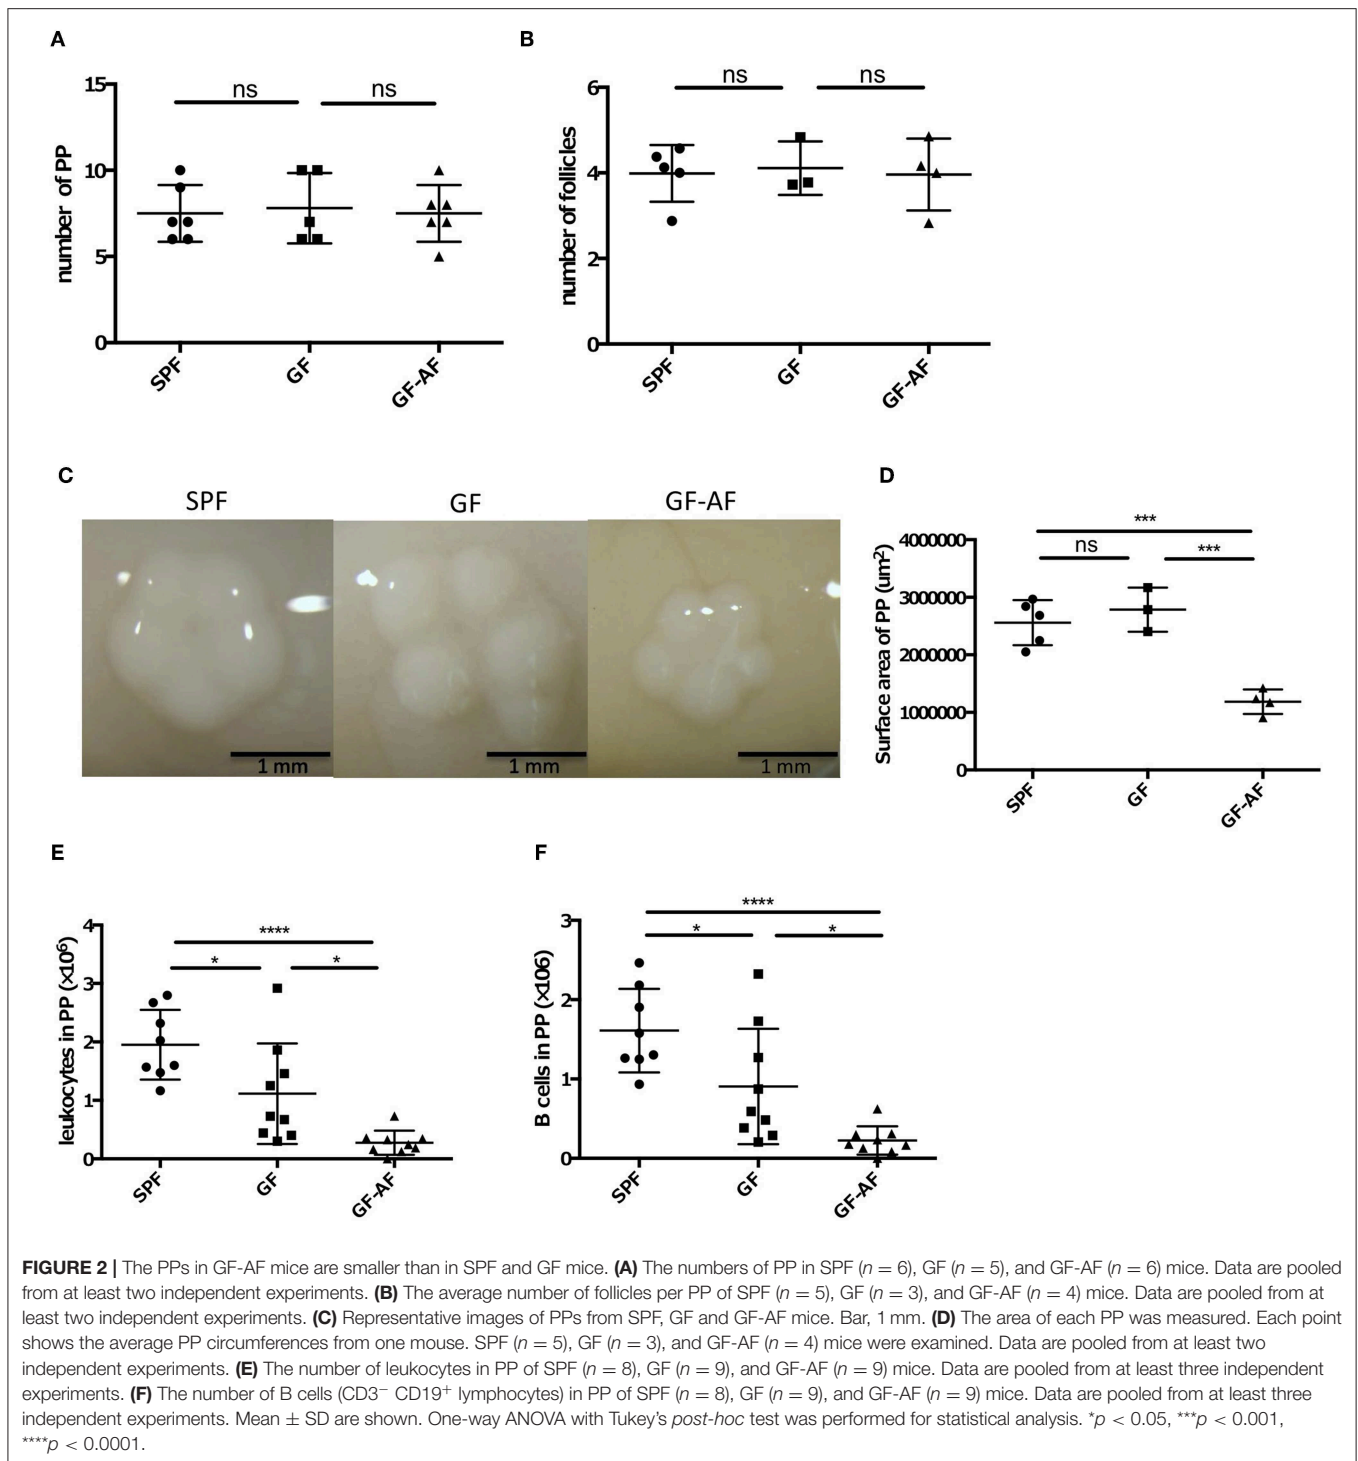 A
B
15
10
5
0
number of PP
ns
ns
SPF
GF
GF-AF
6
4
2
0
number of follicles
ns
ns
SPF
GF
GF-AF
C
SPF
GF
GF-AF
1 mm
1 mm
1 mm
D
4000000
3000000
2000000
1000000
0
Surface area of PP (um²)
***
ns
***
SPF
GF
GF-AF
E
4
3
2
1
0
leukocytes in PP (×10⁶)
****
*
*
SPF
GF
GF-AF
F
3
2
1
0
B cells in PP (×106)
****
*
*
SPF
GF
GF-AF
FIGURE 2 | The PPs in GF-AF mice are smaller than in SPF and GF mice. (A) The numbers of PP in SPF (n = 6), GF (n = 5), and GF-AF (n = 6) mice. Data are pooled
from at least two independent experiments. (B) The average number of follicles per PP of SPF (n = 5), GF (n = 3), and GF-AF (n = 4) mice. Data are pooled from at
least two independent experiments. (C) Representative images of PPs from SPF, GF and GF-AF mice. Bar, 1 mm. (D) The area of each PP was measured. Each point
shows the average PP circumferences from one mouse. SPF (n = 5), GF (n = 3), and GF-AF (n = 4) mice were examined. Data are pooled from at least two
independent experiments. (E) The number of leukocytes in PP of SPF (n = 8), GF (n = 9), and GF-AF (n = 9) mice. Data are pooled from at least three independent
experiments. (F) The number of B cells (CD3⁻ CD19⁺ lymphocytes) in PP of SPF (n = 8), GF (n = 9), and GF-AF (n = 9) mice. Data are pooled from at least three
independent experiments. Mean ± SD are shown. One-way ANOVA with Tukey's post-hoc test was performed for statistical analysis. *p < 0.05, ***p < 0.001,
****p < 0.0001.